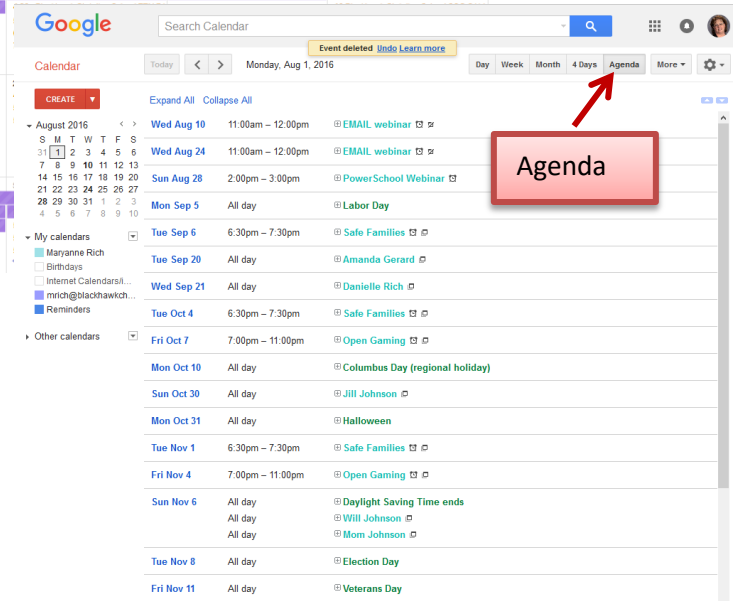 Google
Search Calendar
Event deleted Undo Learn more
Calendar
Today
Monday, Aug 1, 2016
Day Week Month 4 Days Agenda More
CREATE
Expand All Collapse All
August 2016
S M T W T F S
31 1 2 3 4 5 6
7 8 9 10 11 12 13
14 15 16 17 18 19 20
21 22 23 24 25 26 27
28 29 30 31 1 2 3
4 5 6 7 8 9 10
My calendars
Maryanne Rich
Birthdays
Internet Calendars/i...
mrich@blackhawkch...
Reminders
Other calendars
Wed Aug 10 11:00am – 12:00pm EMAIL webinar
Wed Aug 24 11:00am – 12:00pm EMAIL webinar
Sun Aug 28 2:00pm – 3:00pm PowerSchool Webinar
Mon Sep 5 All day Labor Day
Tue Sep 6 6:30pm – 7:30pm Safe Families
Tue Sep 20 All day Amanda Gerard
Wed Sep 21 All day Danielle Rich
Tue Oct 4 6:30pm – 7:30pm Safe Families
Fri Oct 7 7:00pm – 11:00pm Open Gaming
Mon Oct 10 All day Columbus Day (regional holiday)
Sun Oct 30 All day Jill Johnson
Mon Oct 31 All day Halloween
Tue Nov 1 6:30pm – 7:30pm Safe Families
Fri Nov 4 7:00pm – 11:00pm Open Gaming
Sun Nov 6 All day Daylight Saving Time ends
All day Will Johnson
All day Mom Johnson
Tue Nov 8 All day Election Day
Fri Nov 11 All day Veterans Day
Agenda